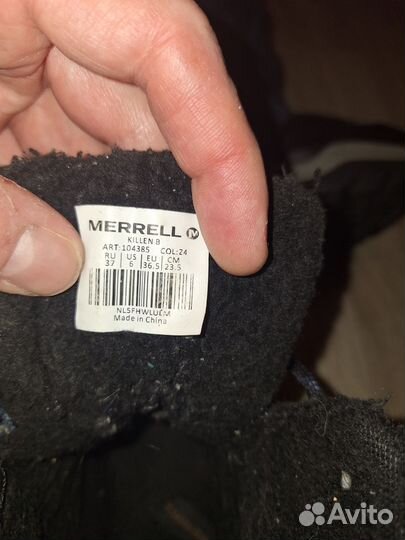 MERRELL
KILLEN B
ART:104385 COL:24
RU US EU CM
37 6 36.5 23.5
NLSFHWLULM
Made in China
Avito